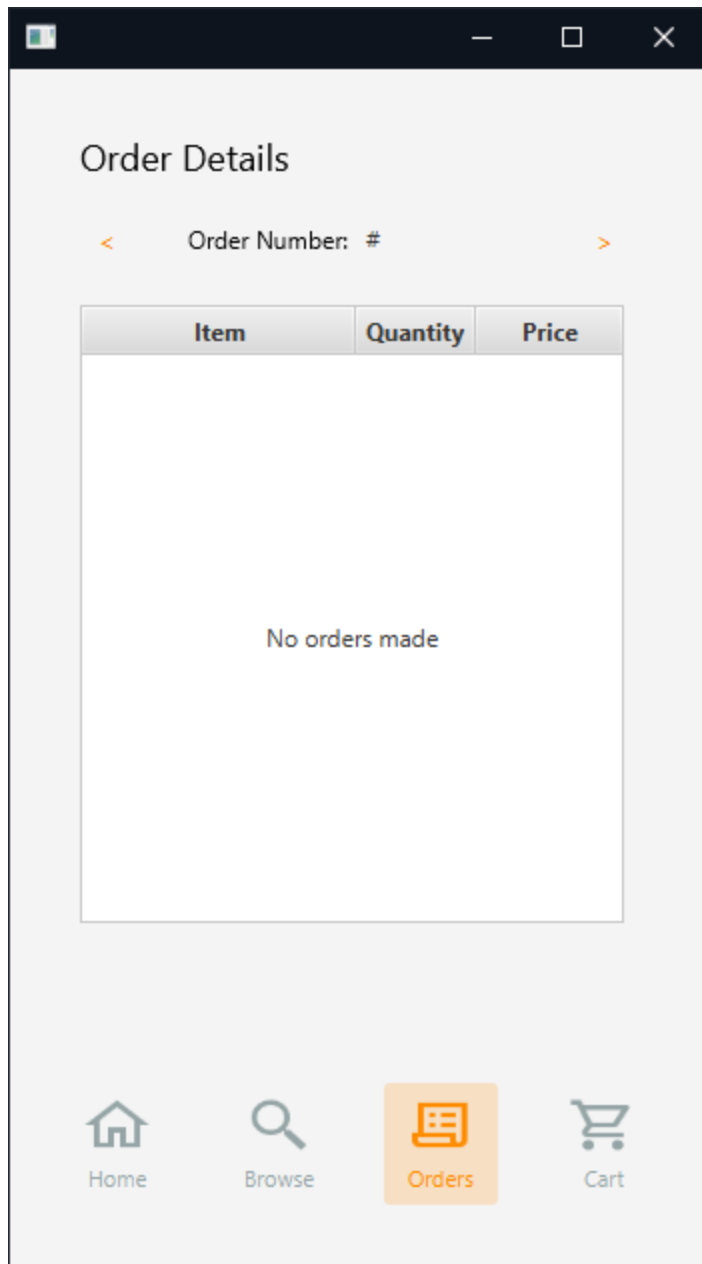 Order Details
< Order Number: # >
Item Quantity Price
No orders made
Home Browse Orders Cart